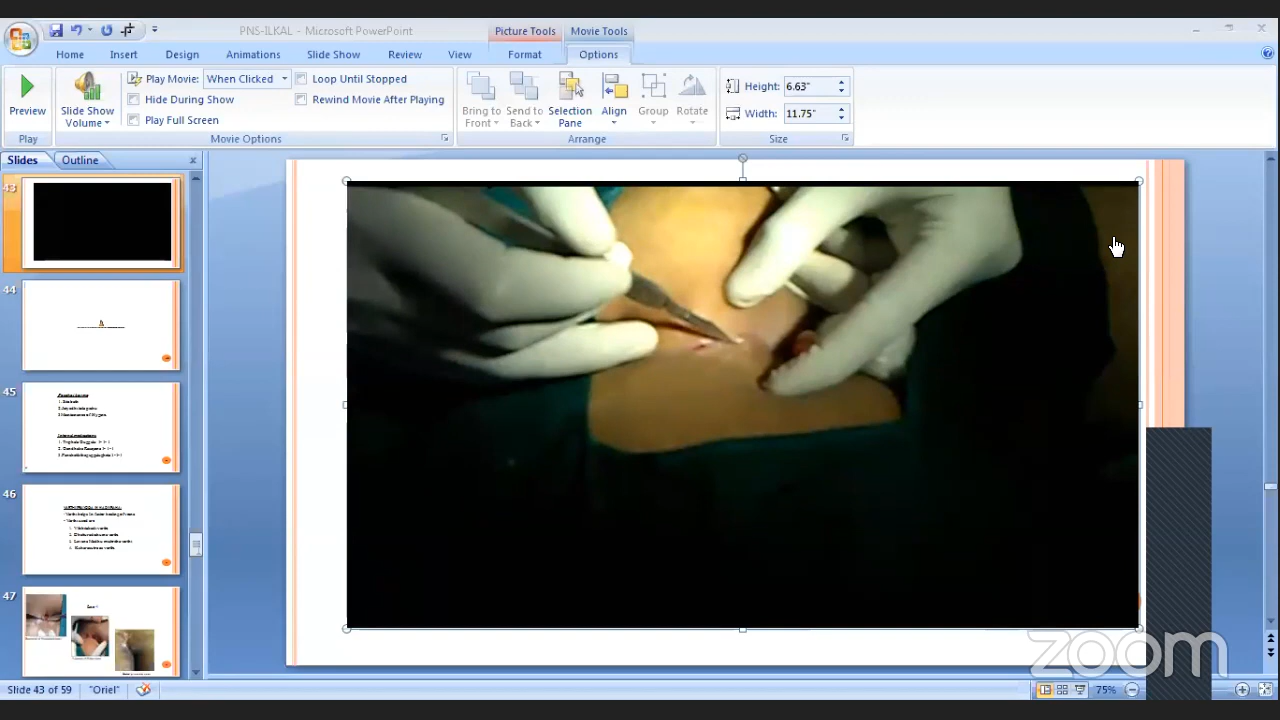 PNS-ILKAL - Microsoft PowerPoint
Picture Tools
Movie Tools
Home
Insert
Design
Animations
Slide Show
Review
View
Format
Options
Preview
Slide Show Volume
Play Movie:
When Clicked
Hide During Show
Play Full Screen
Loop Until Stopped
Rewind Movie After Playing
Bring to Front
Send to Back
Selection Pane
Align
Group
Rotate
Height:
6.63"
Width:
11.75"
Play
Movie Options
Arrange
Size
Slides
Outline
43
44
45
46
47
Slide 43 of 59
"Oriel"
75%
zoom